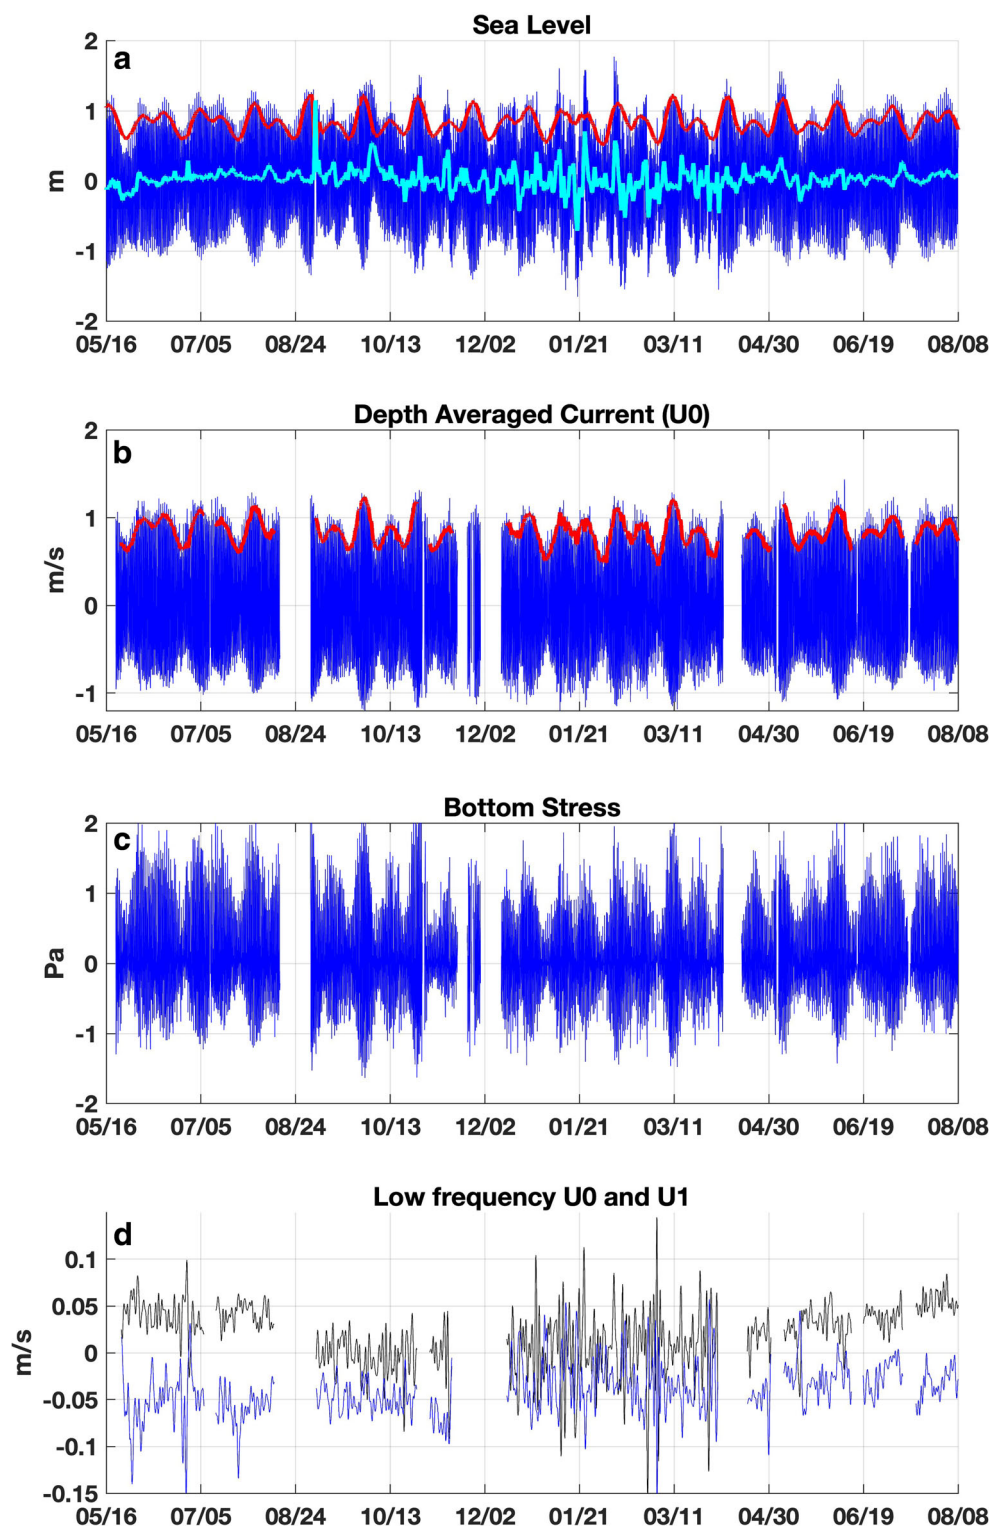 Sea Level
a
2
1
0
-1
-2
m
05/16 07/05 08/24 10/13 12/02 01/21 03/11 04/30 06/19 08/08
Depth Averaged Current (U0)
b
2
1
0
-1
m/s
05/16 07/05 08/24 10/13 12/02 01/21 03/11 04/30 06/19 08/08
Bottom Stress
c
2
1
0
-1
-2
Pa
05/16 07/05 08/24 10/13 12/02 01/21 03/11 04/30 06/19 08/08
Low frequency U0 and U1
d
0.1
0.05
0
-0.05
-0.1
-0.15
m/s
05/16 07/05 08/24 10/13 12/02 01/21 03/11 04/30 06/19 08/08